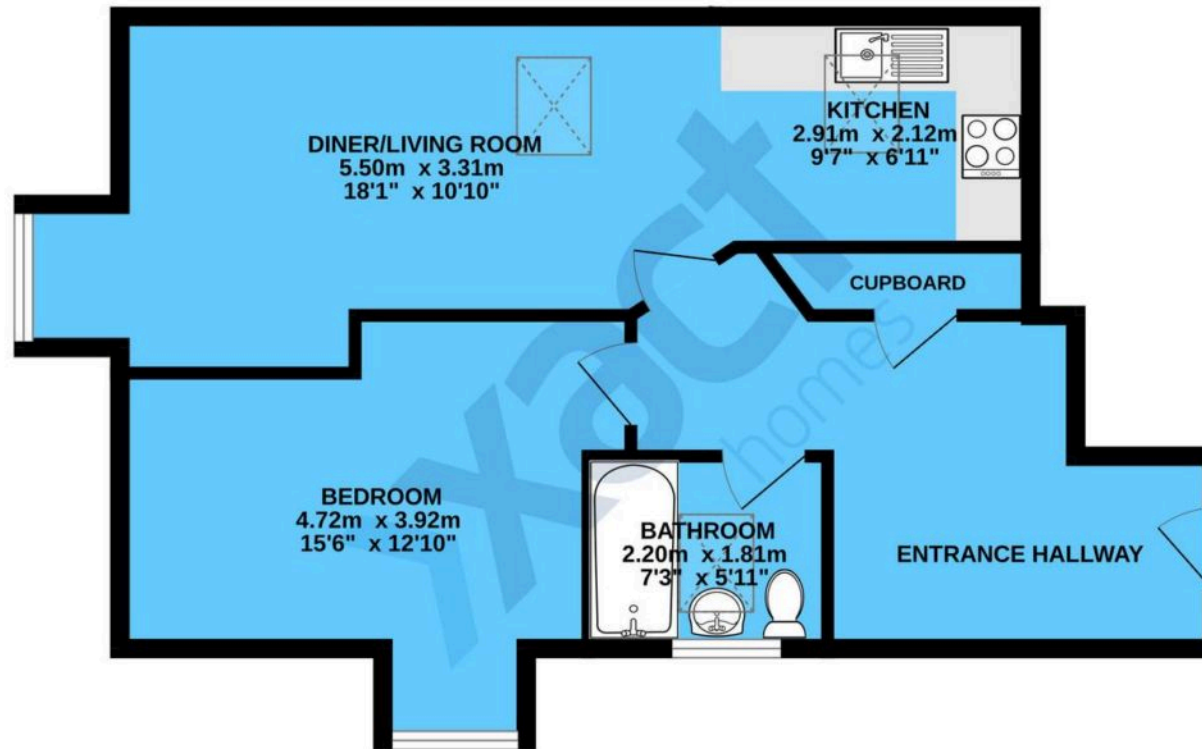 DINER/LIVING ROOM
5.50m x 3.31m
18'1" x 10'10"
KITCHEN
2.91m x 2.12m
9'7" x 6'11"
CUPBOARD
BEDROOM
4.72m x 3.92m
15'6" x 12'10"
BATHROOM
2.20m x 1.81m
7'3" x 5'11"
ENTRANCE HALLWAY
xact
homes